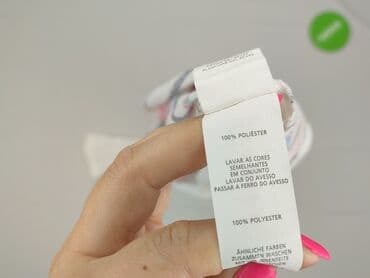 100% POLIÉSTER
LAVAR AS CORES
SEMELHANTES
EM CONJUNTO
LAVAR DO AVESSO
PASSAR A FERRO DO AVESSO
100% POLYESTER
ÄHNLICHE FARBEN
ZUSAMMTN WASCHEN